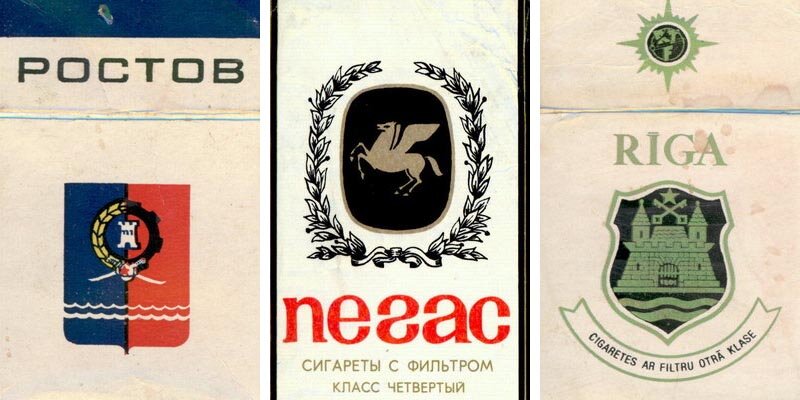 РОСТОВ
пегас
СИГАРЕТЫ С ФИЛЬТРОМ
КЛАСС ЧЕТВЕРТЫЙ
RĪGA
CIGARETES AR FILTRU OTRĀ KLASE